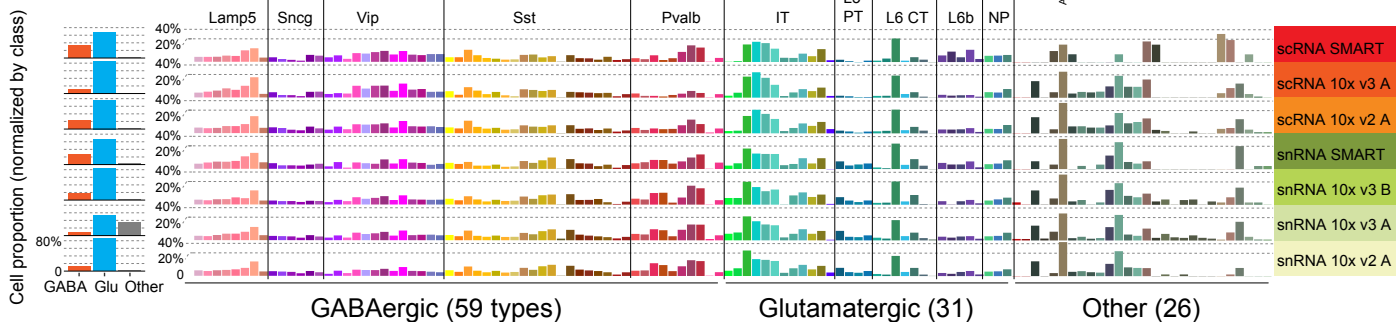 Cell proportion (normalized by class)
Lamp5 Sncg Vip Sst Pvalb IT PT L6 CT L6b NP
40%
20%
40%
20%
40%
20%
40%
20%
40%
20%
40%
20%
40%
20%
0
80%
0
GABA Glu Other
scRNA SMART
scRNA 10x v3 A
scRNA 10x v2 A
snRNA SMART
snRNA 10x v3 B
snRNA 10x v3 A
snRNA 10x v2 A
GABAergic (59 types) Glutamatergic (31) Other (26)